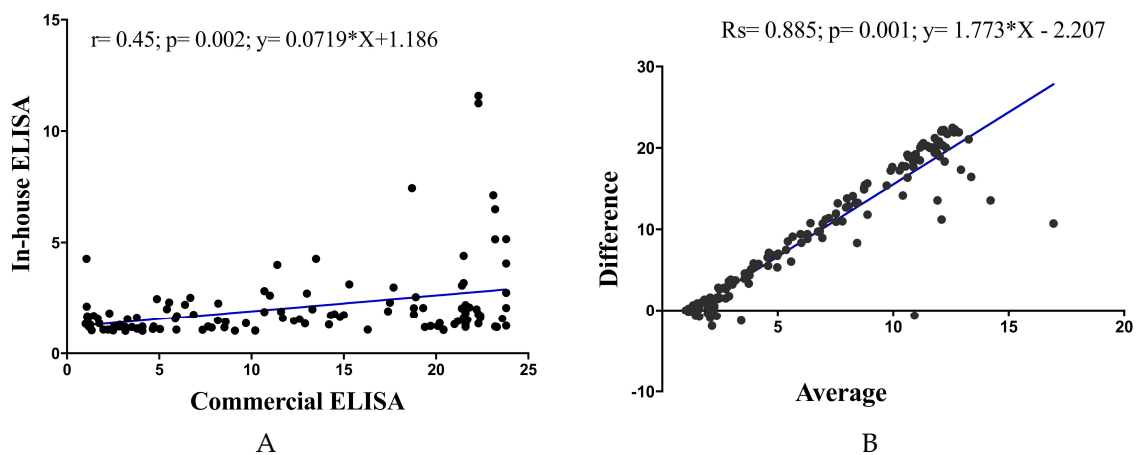 r= 0.45; p= 0.002; y= 0.0719*X+1.186
15
10
5
0
0 5 10 15 20 25
In-house ELISA
Commercial ELISA
A
Rs= 0.885; p= 0.001; y= 1.773*X - 2.207
30
20
10
0
-10
5 10 15 20
Difference
Average
B